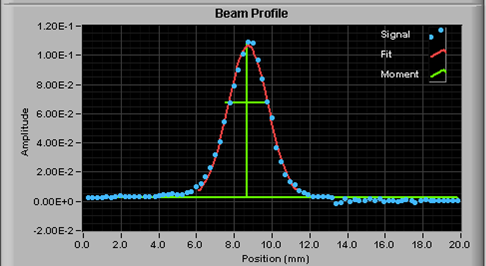 Beam Profile
1.20E-1
1.00E-1
8.00E-2
6.00E-2
4.00E-2
2.00E-2
0.00E+0
-2.00E-2
Amplitude
Signal
Fit
Moment
0.0 2.0 4.0 6.0 8.0 10.0 12.0 14.0 16.0 18.0 20.0
Position (mm)